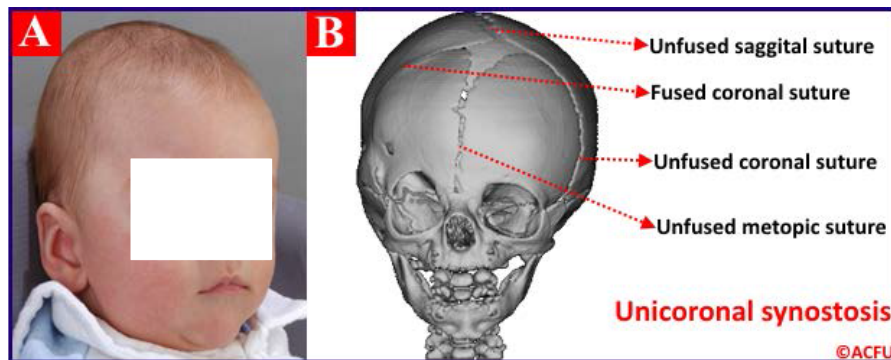 A
B
Unfused saggital suture
Fused coronal suture
Unfused coronal suture
Unfused metopic suture
Unicoronal synostosis
©ACFU